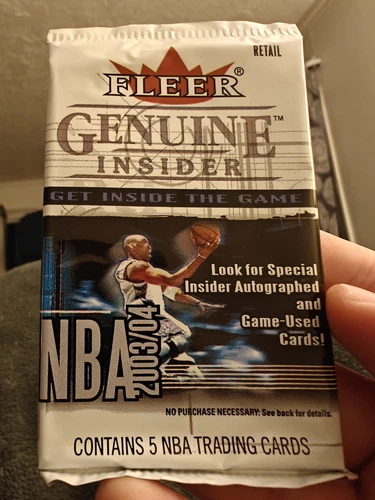 RETAIL
FLEER®
GENUINE™
INSIDER
GET INSIDE THE GAME
Look for Special
Insider Autographed
and
Game-Used
Cards!
NBA
2003/04
NO PURCHASE NECESSARY: See back for details.
CONTAINS 5 NBA TRADING CARDS